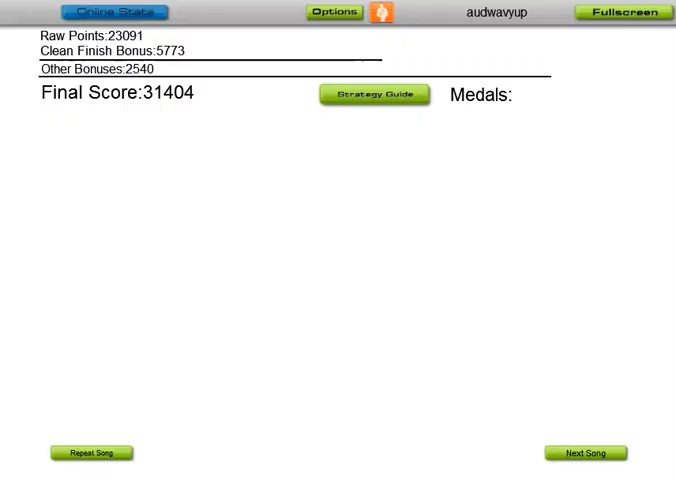 Online Stats Options audwavyup Fullscreen
Raw Points:23091
Clean Finish Bonus:5773
Other Bonuses:2540
Final Score:31404 Strategy Guide Medals:
Repeat Song Next Song